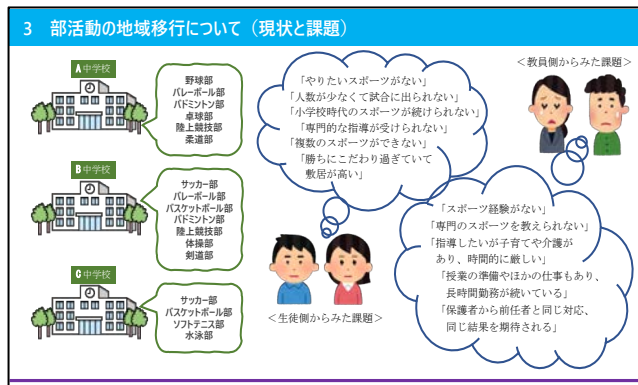 3 部活動の地域移行について（現状と課題）
A中学校
野球部
バレーボール部
バドミントン部
卓球部
陸上競技部
柔道部
B中学校
サッカー部
バレーボール部
バスケットボール部
バドミントン部
陸上競技部
体操部
剣道部
C中学校
サッカー部
バスケットボール部
ソフトテニス部
水泳部
「やりたいスポーツがない」
「人数が少なくて試合に出られない」
「小学校時代のスポーツが続けられない」
「専門的な指導が受けられない」
「複数のスポーツができない」
「勝ちにこだわり過ぎていて
敷居が高い」
＜生徒側からみた課題＞
＜教員側からみた課題＞
「スポーツ経験がない」
「専門のスポーツを教えられない」
「指導したいが子育てや介護が
あり、時間的に厳しい」
「授業の準備やほかの仕事もあり、
長時間勤務が続いている」
「保護者から前任者と同じ対応、
同じ結果を期待される」